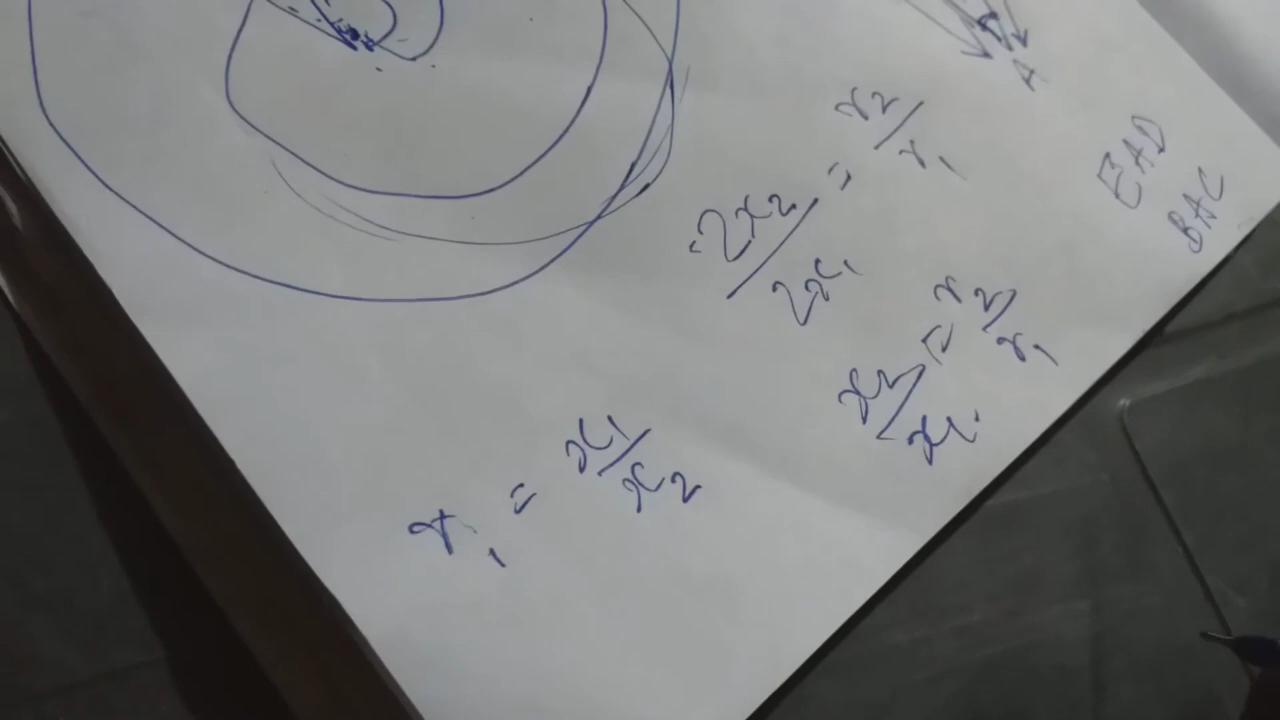 A
EAD
BAC
2x₂/2x₁ = r₂/r₁
x₂/x₁ = r₂/r₁
r₁ = x₁/x₂